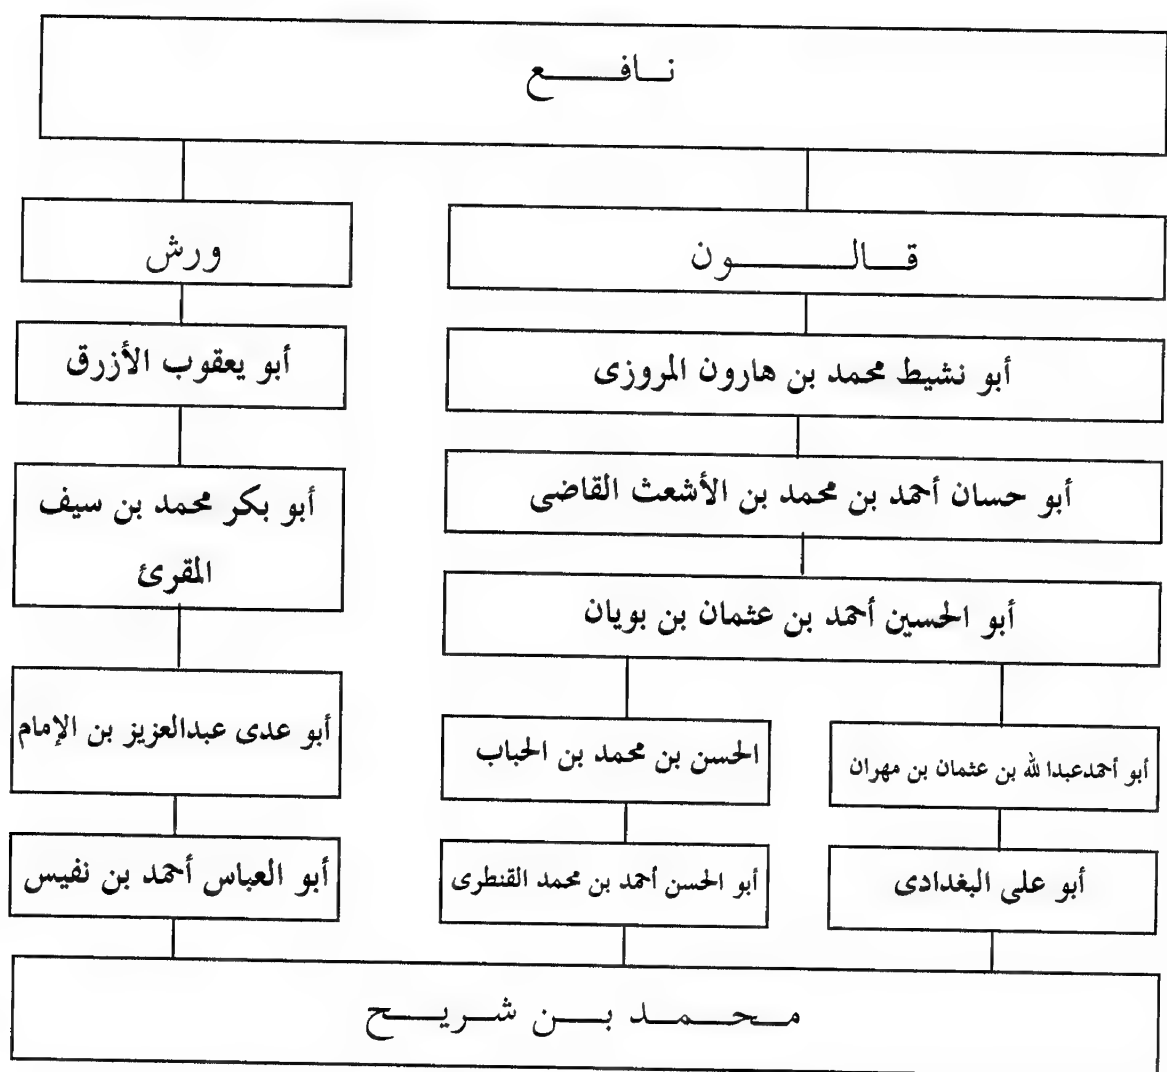 نافع
قالون
ورش
أبو نشيط محمد بن هارون المروزى
أبو يعقوب الأزرق
أبو حسان أحمد بن محمد بن الأشعث القاضى
أبو بكر محمد بن سيف
المقرئ
أبو الحسين أحمد بن عثمان بن بويان
أبو أحمدعبدا لله بن عثمان بن مهران
الحسن بن محمد بن الحباب
أبو عدى عبدالعزيز بن الإمام
أبو على البغدادى
أبو الحسن أحمد بن محمد القنطرى
أبو العباس أحمد بن نفيس
محمد بن شريح